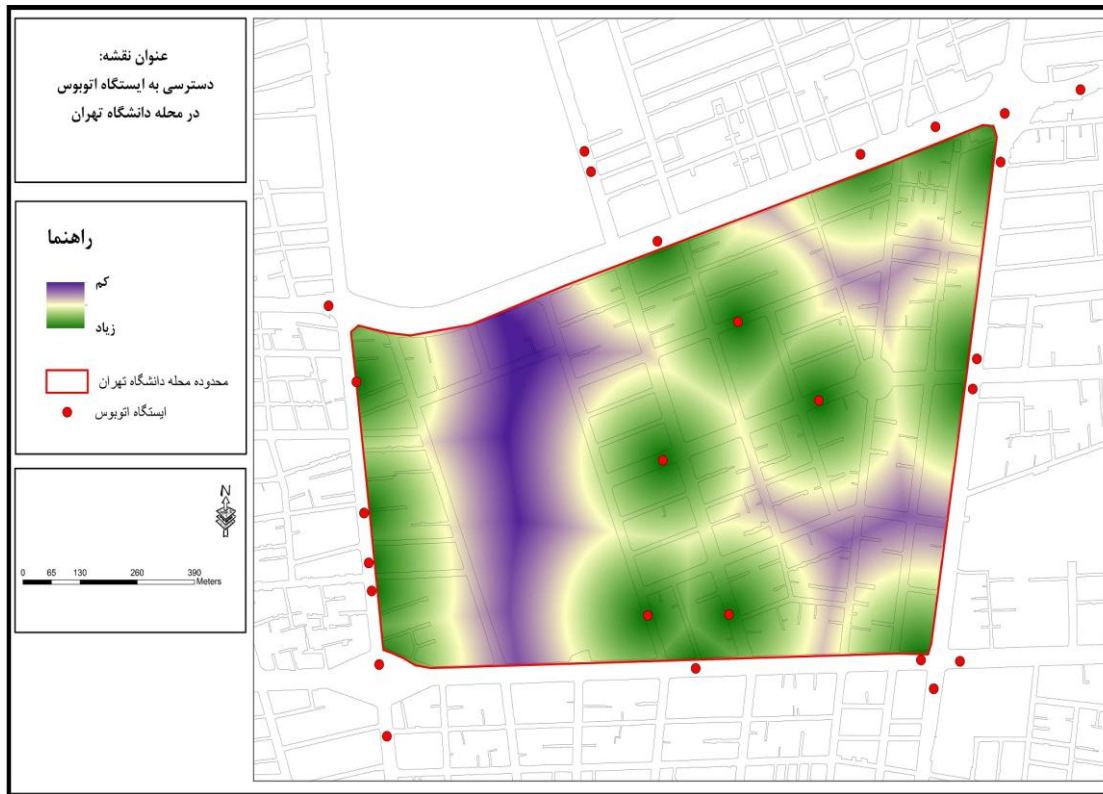 عنوان نقشه:
دسترسی به ایستگاه اتوبوس
در محله دانشگاه تهران
راهنما
کم
زیاد
محدوده محله دانشگاه تهران
ایستگاه اتوبوس
N
0 65 130 260 390
Meters